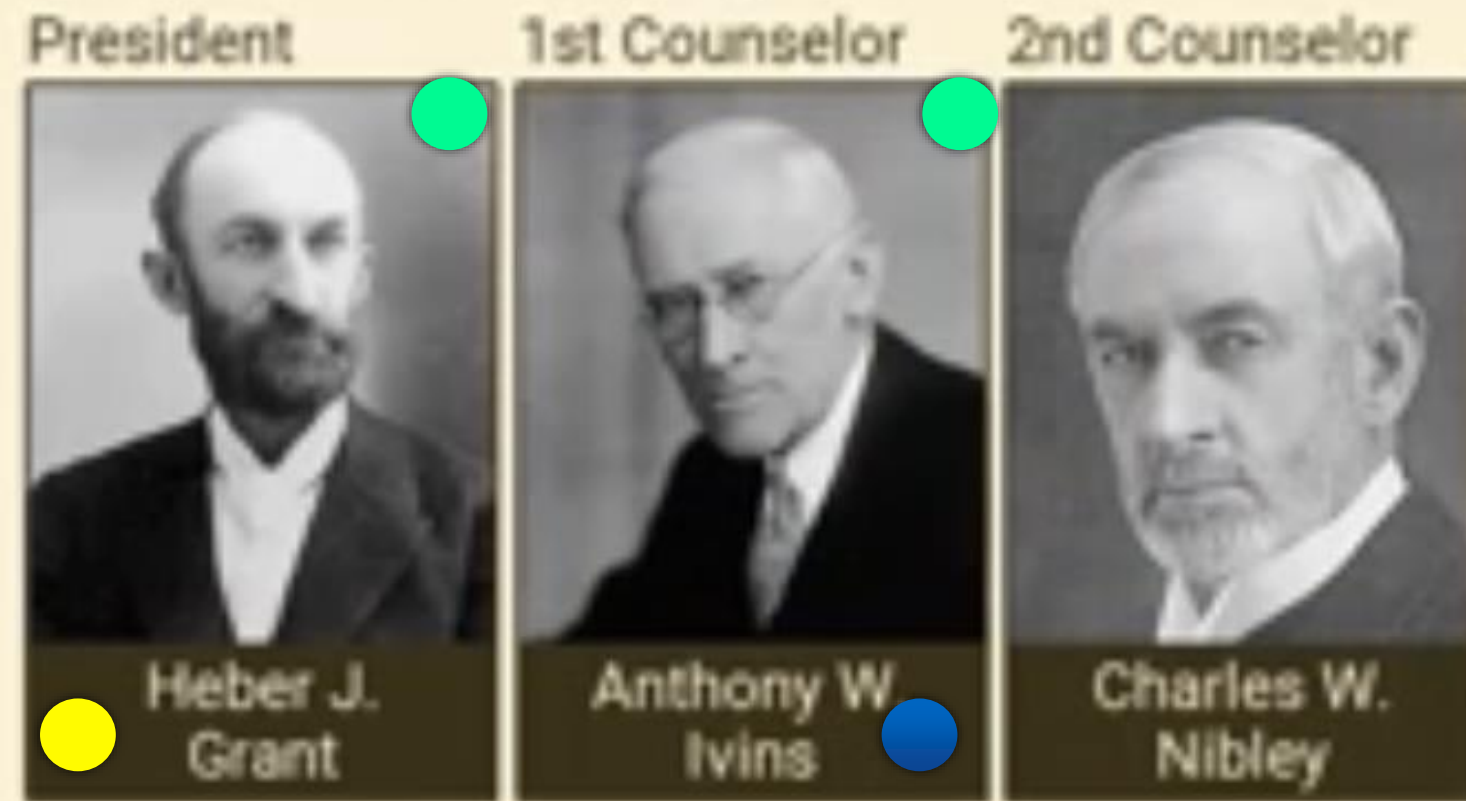 President
1st Counselor
2nd Counselor
Heber J.
Grant
Anthony W.
Ivins
Charles W.
Nibley